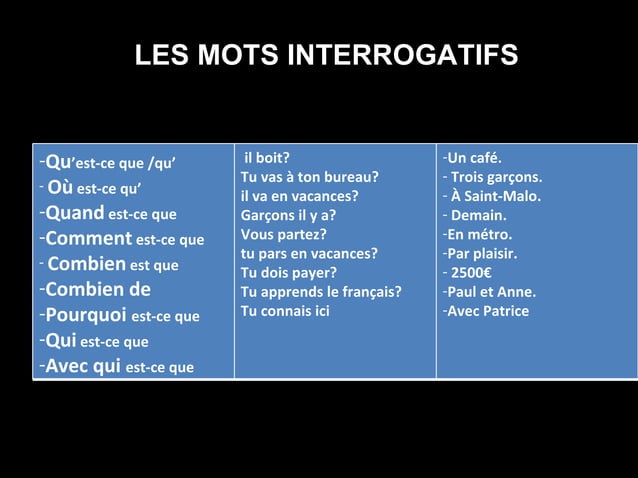 LES MOTS INTERROGATIFS
-Qu'est-ce que /qu'
- Où est-ce qu'
-Quand est-ce que
-Comment est-ce que
- Combien est que
-Combien de
-Pourquoi est-ce que
-Qui est-ce que
-Avec qui est-ce que
il boit?
Tu vas à ton bureau?
il va en vacances?
Garçons il y a?
Vous partez?
tu pars en vacances?
Tu dois payer?
Tu apprends le français?
Tu connais ici
-Un café.
- Trois garçons.
- À Saint-Malo.
- Demain.
-En métro.
-Par plaisir.
- 2500€
-Paul et Anne.
-Avec Patrice